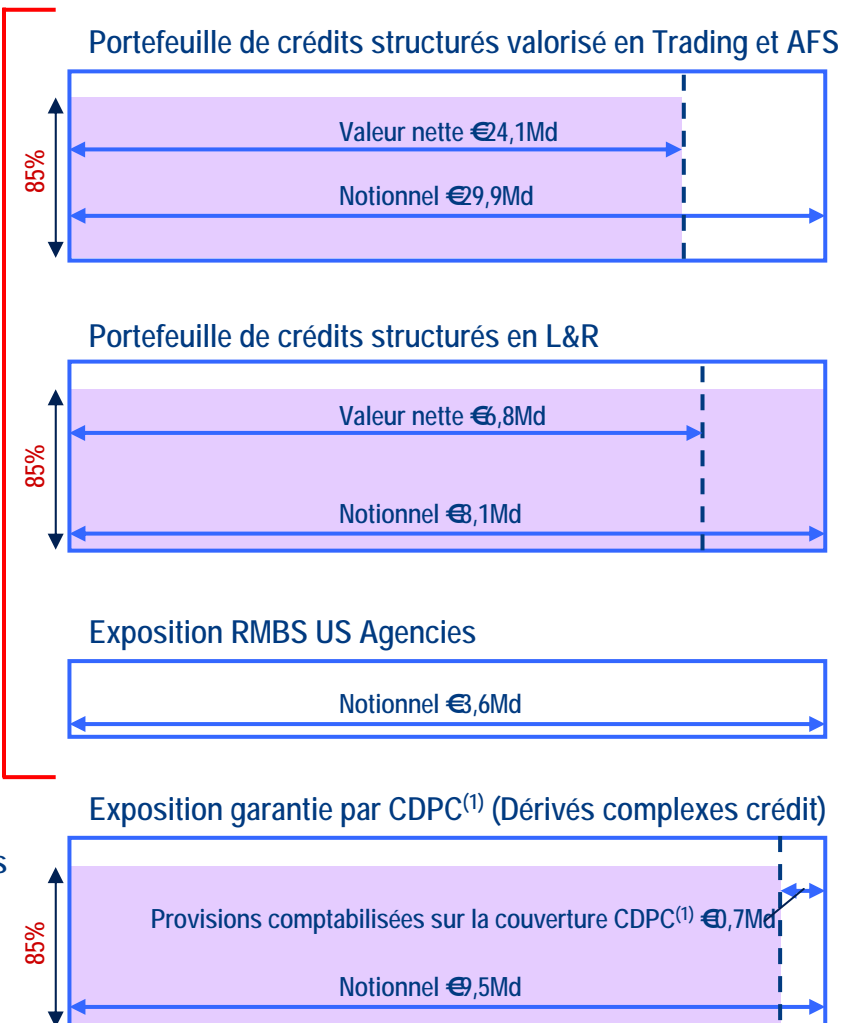 Portefeuille de crédits structurés valorisé en Trading et AFS
85%
Valeur nette €24,1Md
Notionnel €29,9Md
Portefeuille de crédits structurés en L&R
85%
Valeur nette €6,8Md
Notionnel €8,1Md
Exposition RMBS US Agencies
Notionnel €3,6Md
Exposition garantie par CDPC(1) (Dérivés complexes crédit)
s
85%
Provisions comptabilisées sur la couverture CDPC(1) €0,7Md
Notionnel €9,5Md